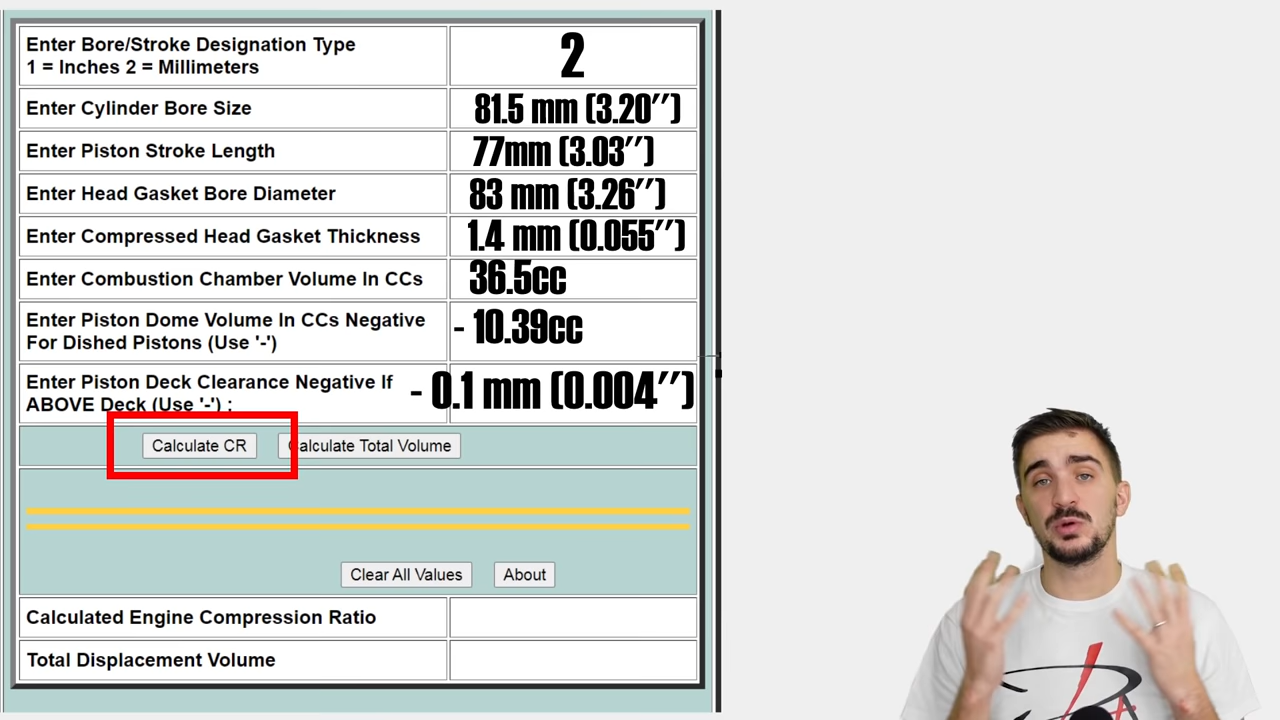 Enter Bore/Stroke Designation Type
1 = Inches 2 = Millimeters
2
Enter Cylinder Bore Size
81.5 mm (3.20′′)
Enter Piston Stroke Length
77mm (3.03′′)
Enter Head Gasket Bore Diameter
83 mm (3.26′′)
Enter Compressed Head Gasket Thickness
1.4 mm (0.055′′)
Enter Combustion Chamber Volume In CCs
36.5cc
Enter Piston Dome Volume In CCs Negative
For Dished Pistons (Use '-')
- 10.39cc
Enter Piston Deck Clearance Negative If
ABOVE Deck (Use '-') :
- 0.1 mm (0.004′′)
Calculate CR
Calculate Total Volume
Clear All Values
About
Calculated Engine Compression Ratio
Total Displacement Volume